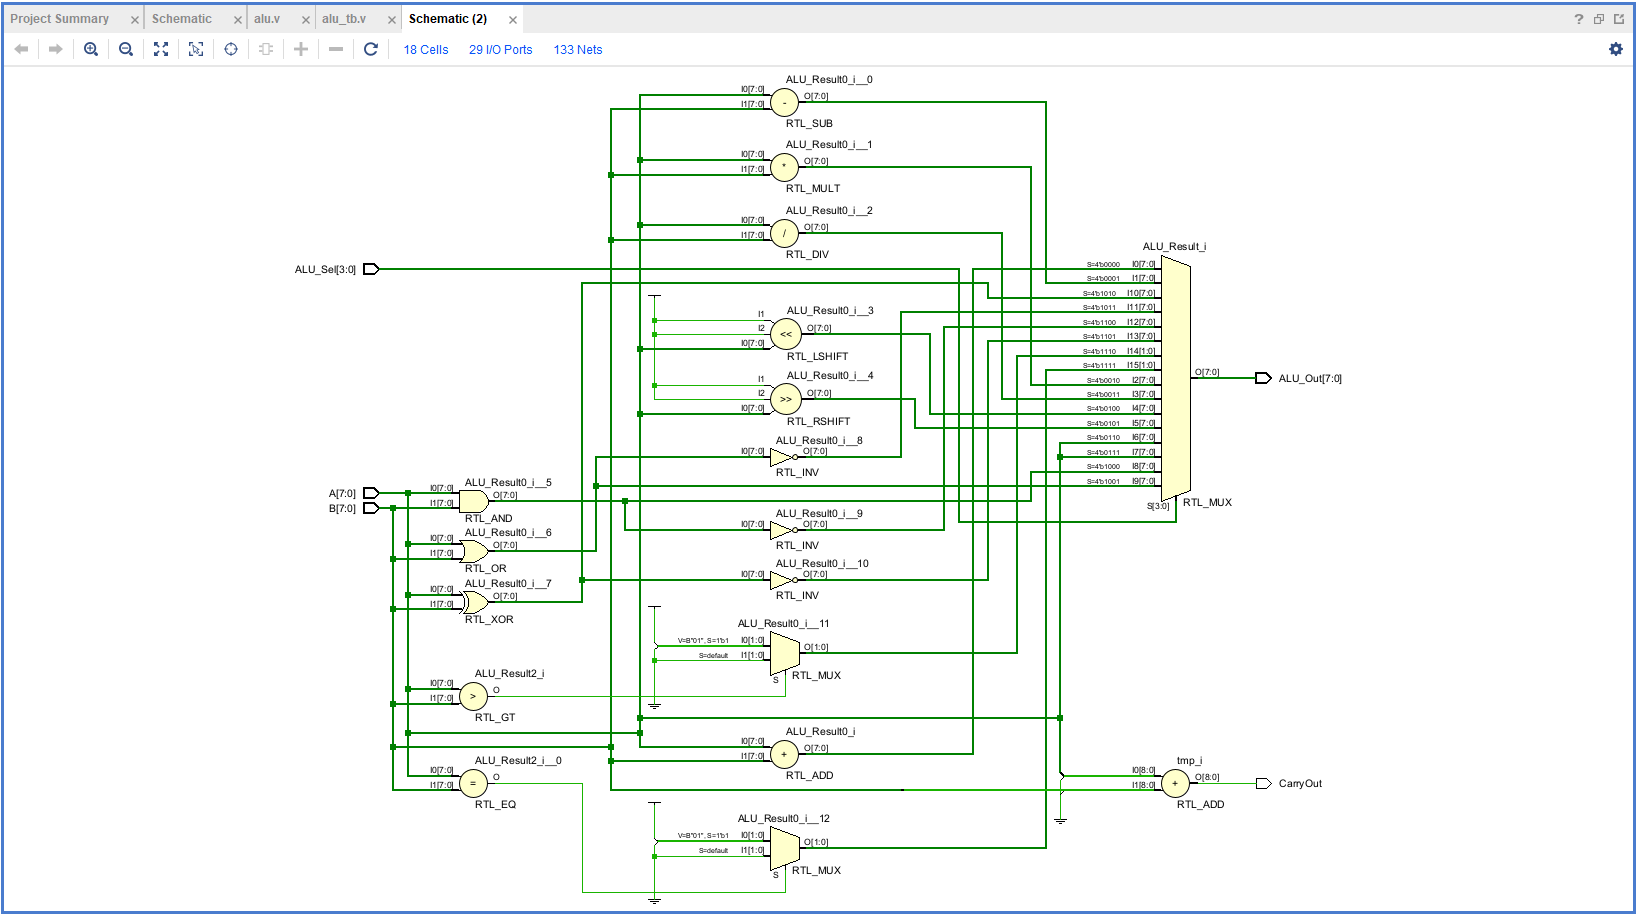 Project Summary
Schematic
alu.v
alu_tb.v
Schematic (2)
18 Cells
29 I/O Ports
133 Nets
ALU_Result0_i__0
I0[7:0]
I1[7:0]
-
O[7:0]
RTL_SUB
ALU_Result0_i__1
I0[7:0]
I1[7:0]
*
O[7:0]
RTL_MULT
ALU_Result0_i__2
I0[7:0]
I1[7:0]
/
O[7:0]
RTL_DIV
ALU_Sel[3:0]
ALU_Result0_i__3
I1
I2
I0[7:0]
<<
O[7:0]
RTL_LSHIFT
ALU_Result0_i__4
I1
I2
I0[7:0]
>>
O[7:0]
RTL_RSHIFT
ALU_Result0_i__8
I0[7:0]
O[7:0]
RTL_INV
A[7:0]
B[7:0]
ALU_Result0_i__5
I0[7:0]
I1[7:0]
O[7:0]
RTL_AND
ALU_Result0_i__9
I0[7:0]
O[7:0]
RTL_INV
ALU_Result0_i__6
I0[7:0]
I1[7:0]
O[7:0]
RTL_OR
ALU_Result0_i__10
I0[7:0]
O[7:0]
RTL_INV
ALU_Result0_i__7
I0[7:0]
I1[7:0]
O[7:0]
RTL_XOR
ALU_Result0_i__11
V=B"01", S=1'b1 I0[1:0]
S=default I1[1:0]
O[1:0]
S
RTL_MUX
ALU_Result2_i
I0[7:0]
I1[7:0]
>
O
RTL_GT
ALU_Result0_i
I0[7:0]
I1[7:0]
+
O[7:0]
RTL_ADD
ALU_Result2_i__0
I0[7:0]
I1[7:0]
=
O
RTL_EQ
ALU_Result0_i__12
V=B"01", S=1'b1 I0[1:0]
S=default I1[1:0]
O[1:0]
S
RTL_MUX
ALU_Result_i
S=4'b0000 I0[7:0]
S=4'b0001 I1[7:0]
S=4'b1010 I10[7:0]
S=4'b1011 I11[7:0]
S=4'b1100 I12[7:0]
S=4'b1101 I13[7:0]
S=4'b1110 I14[1:0]
S=4'b1111 I15[1:0]
S=4'b0010 I2[7:0]
S=4'b0011 I3[7:0]
S=4'b0100 I4[7:0]
S=4'b0101 I5[7:0]
S=4'b0110 I6[7:0]
S=4'b0111 I7[7:0]
S=4'b1000 I8[7:0]
S=4'b1001 I9[7:0]
S[3:0]
RTL_MUX
O[7:0]
ALU_Out[7:0]
tmp_i
I0[8:0]
I1[8:0]
+
O[8:0]
RTL_ADD
CarryOut